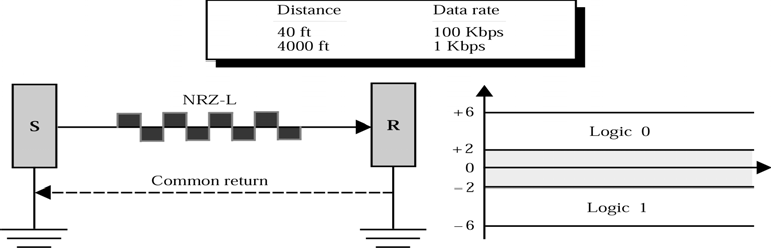 Distance Data rate
40 ft 100 Kbps
4000 ft 1 Kbps
NRZ-L
S
R
Common return
+6
Logic 0
+2
0
−2
Logic 1
−6